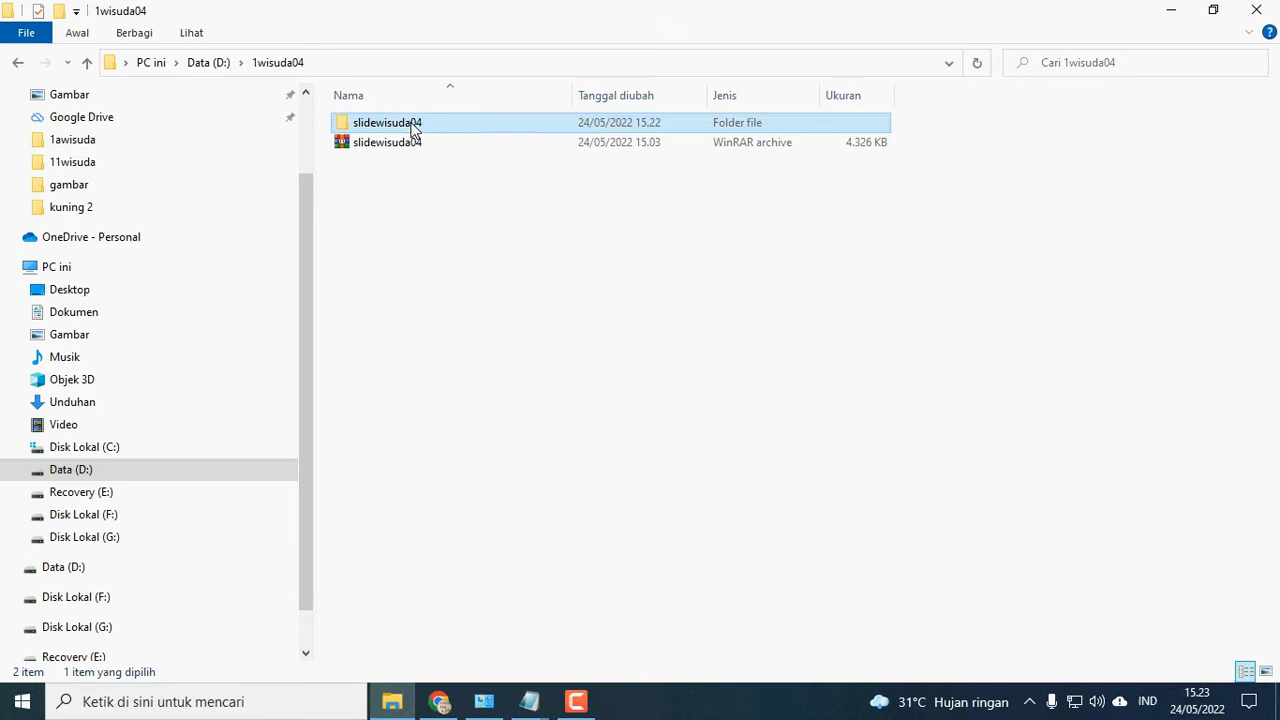 1wisuda04
File Awal Berbagi Lihat
PC ini Data (D:) 1wisuda04
Cari 1wisuda04
Nama Tanggal diubah Jenis Ukuran
slidewisuda04 24/05/2022 15.22 Folder file
slidewisuda04 24/05/2022 15.03 WinRAR archive 4.326 KB
Gambar
Google Drive
1awisuda
11wisuda
gambar
kuning 2
OneDrive - Personal
PC ini
Desktop
Dokumen
Gambar
Musik
Objek 3D
Unduhan
Video
Disk Lokal (C:)
Data (D:)
Recovery (E:)
Disk Lokal (F:)
Disk Lokal (G:)
Data (D:)
Disk Lokal (F:)
Disk Lokal (G:)
Recovery (E:)
2 item 1 item yang dipilih
Ketik di sini untuk mencari
31°C Hujan ringan
IND
15.23
24/05/2022